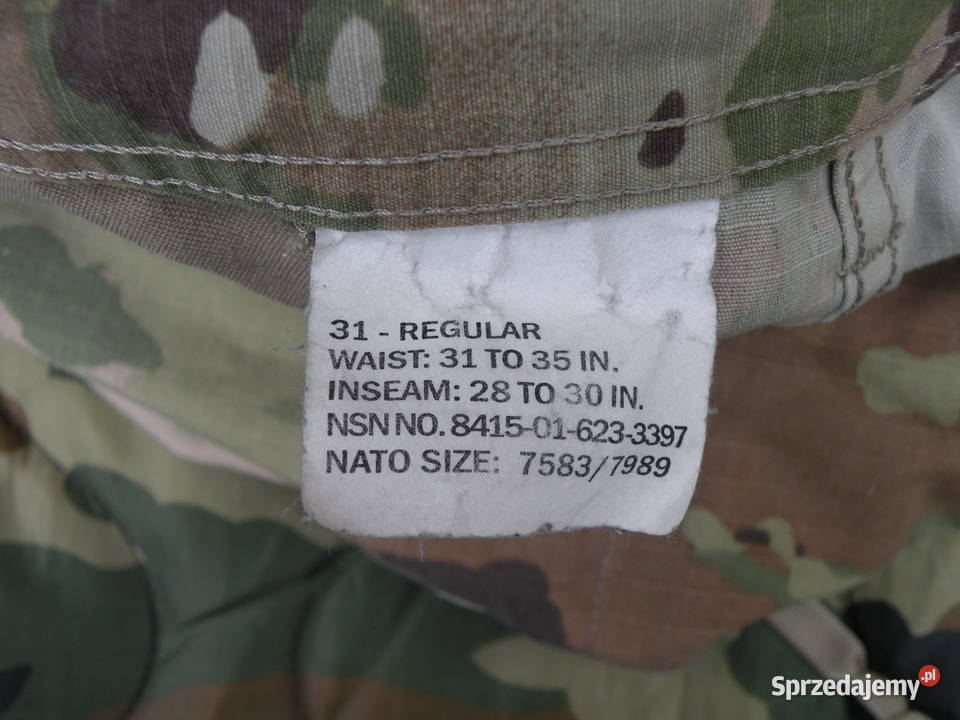 31 - REGULAR
WAIST: 31 TO 35 IN.
INSEAM: 28 TO 30 IN.
NSN NO. 8415-01-623-3397
NATO SIZE: 7583/7989
Sprzedajemy.pl